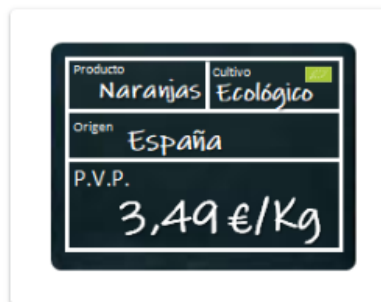 Producto
Naranjas
Cultivo
Ecológico
Origen
España
P.V.P.
3,49 €/Kg